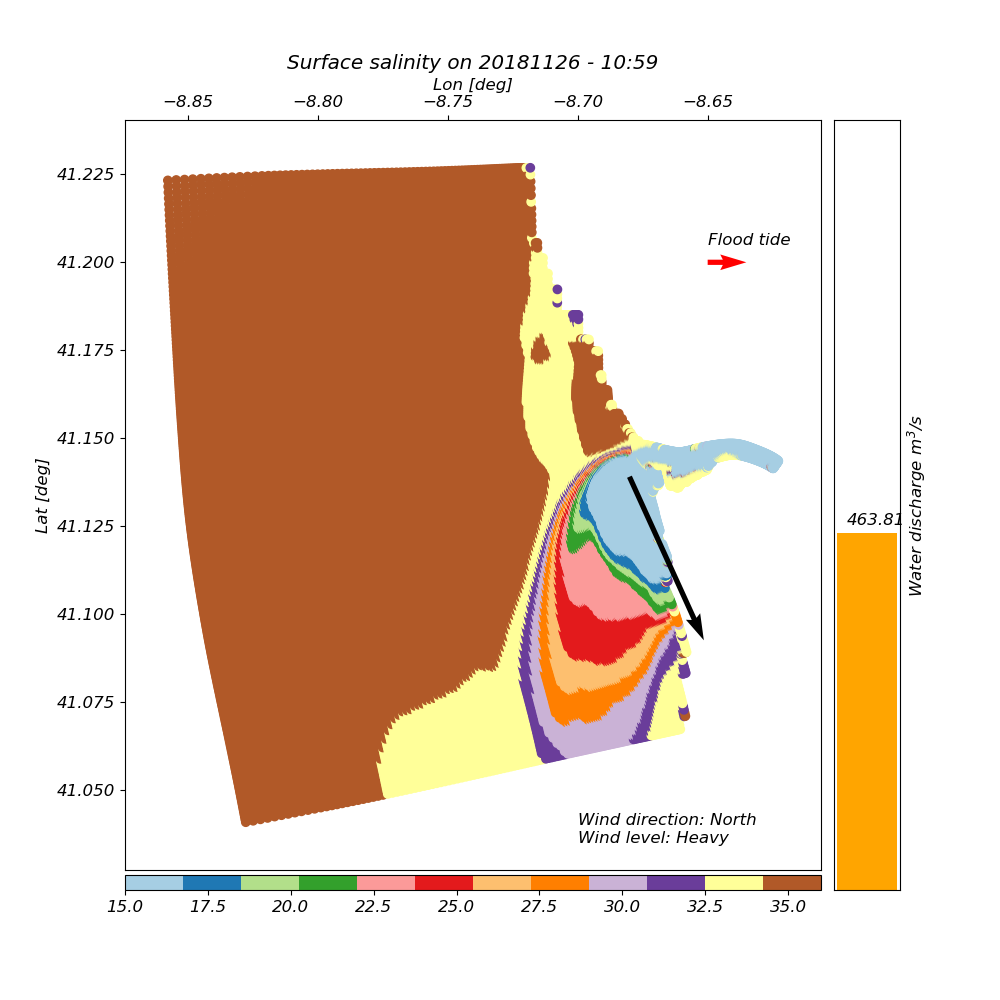 Surface salinity on 20181126 - 10:59
Lon [deg]
−8.85 −8.80 −8.75 −8.70 −8.65
41.225
41.200
41.175
41.150
41.125
41.100
41.075
41.050
Lat [deg]
Flood tide
463.81
Water discharge m³/s
Wind direction: North
Wind level: Heavy
15.0 17.5 20.0 22.5 25.0 27.5 30.0 32.5 35.0